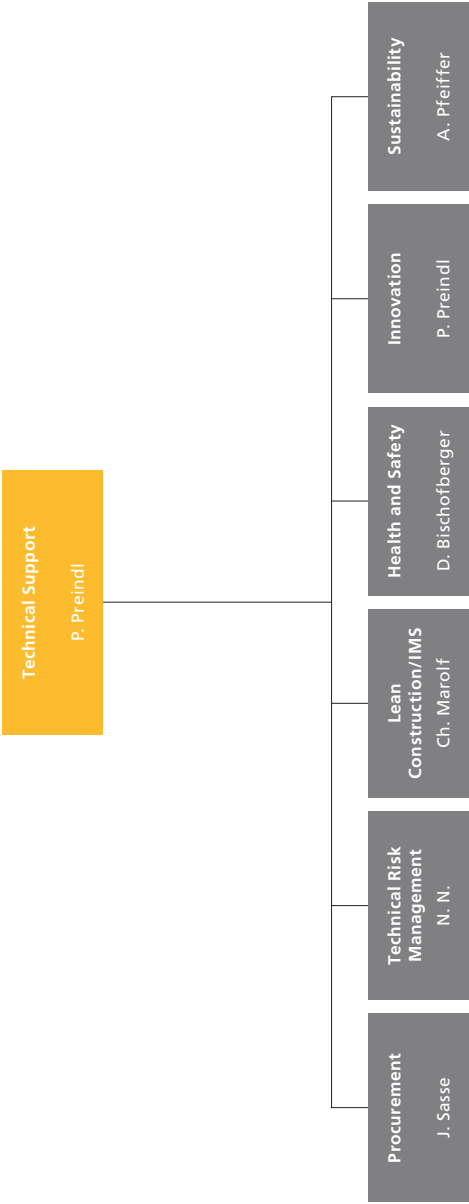 Technical Support
P. Preindl
Procurement
J. Sasse
Technical Risk
Management
N. N.
Lean
Construction/IMS
Ch. Marolf
Health and Safety
D. Bischofberger
Innovation
P. Preindl
Sustainability
A. Pfeiffer